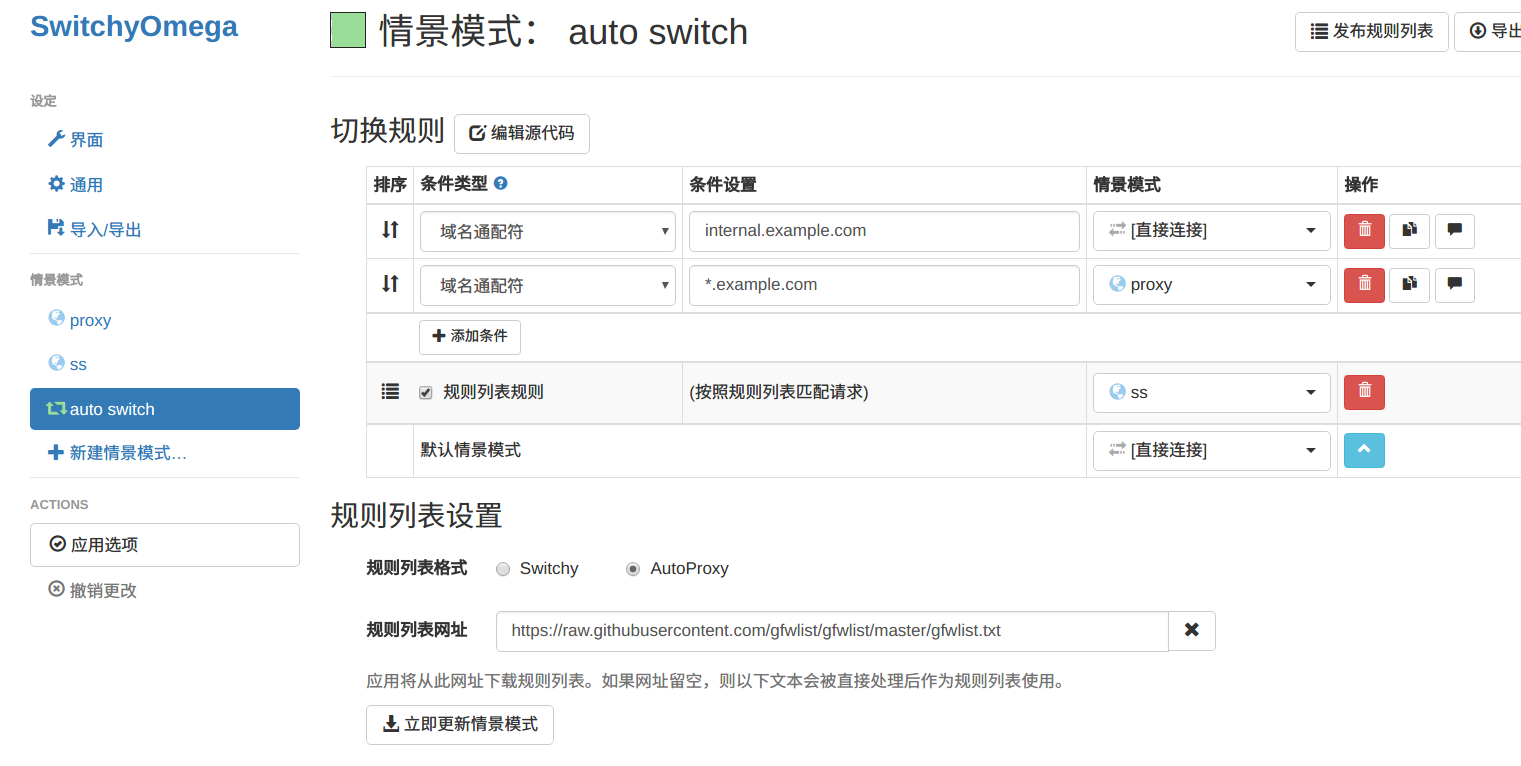 SwitchyOmega
设定
界面
通用
导入/导出
情景模式
proxy
ss
auto switch
新建情景模式…
ACTIONS
应用选项
撤销更改
情景模式： auto switch
发布规则列表 导出
切换规则 编辑源代码
排序 条件类型 条件设置 情景模式 操作
域名通配符 internal.example.com [直接连接]
域名通配符 *.example.com proxy
添加条件
规则列表规则 (按照规则列表匹配请求) ss
默认情景模式 [直接连接]
规则列表设置
规则列表格式 Switchy AutoProxy
规则列表网址 https://raw.githubusercontent.com/gfwlist/gfwlist/master/gfwlist.txt
应用将从此网址下载规则列表。如果网址留空，则以下文本会被直接处理后作为规则列表使用。
立即更新情景模式